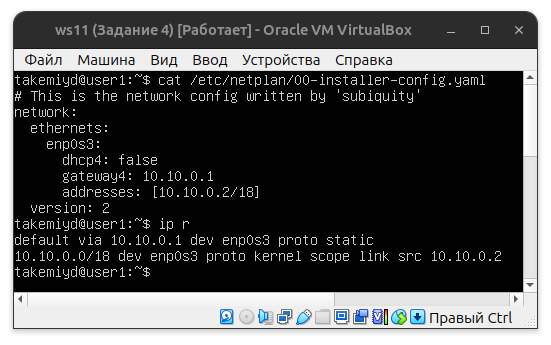 ws11 (Задание 4) [Работает] - Oracle VM VirtualBox
Файл Машина Вид Ввод Устройства Справка
takemiyd@user1:~$ cat /etc/netplan/00-installer-config.yaml
# This is the network config written by 'subiquity'
network:
  ethernets:
    enp0s3:
      dhcp4: false
      gateway4: 10.10.0.1
      addresses: [10.10.0.2/18]
  version: 2
takemiyd@user1:~$ ip r
default via 10.10.0.1 dev enp0s3 proto static
10.10.0.0/18 dev enp0s3 proto kernel scope link src 10.10.0.2
takemiyd@user1:~$
Правый Ctrl